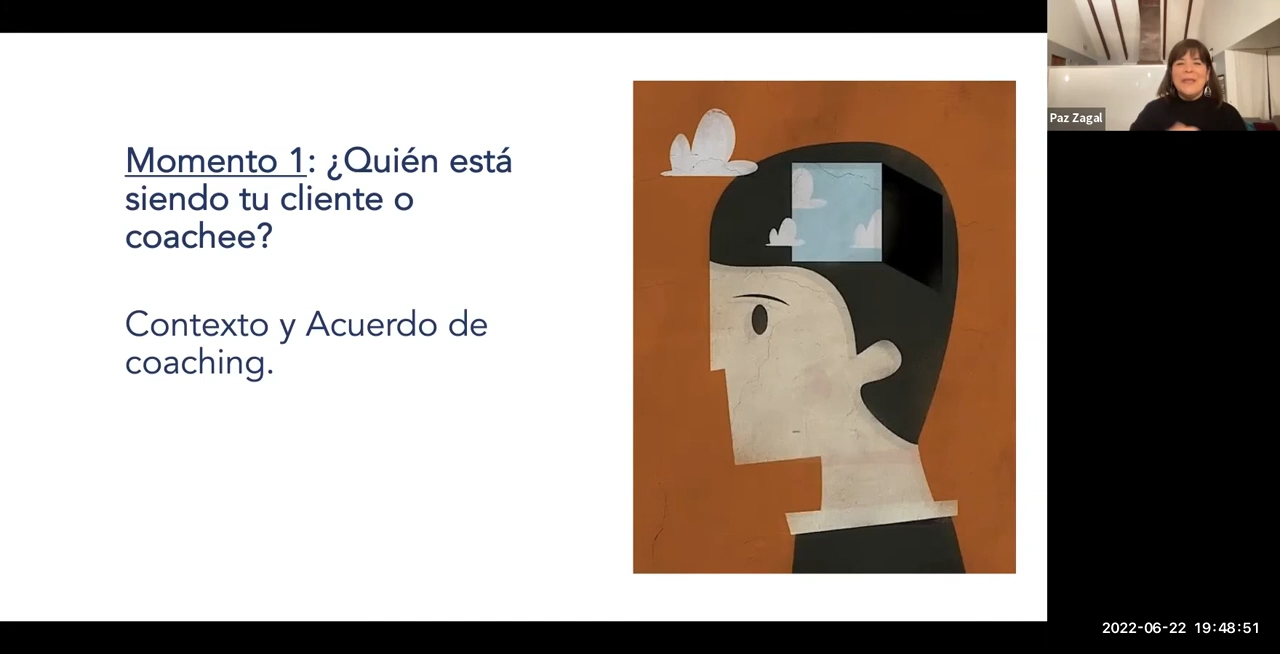 Momento 1: ¿Quién está
siendo tu cliente o
coachee?
Contexto y Acuerdo de
coaching.
Paz Zagal
2022-06-22 19:48:51